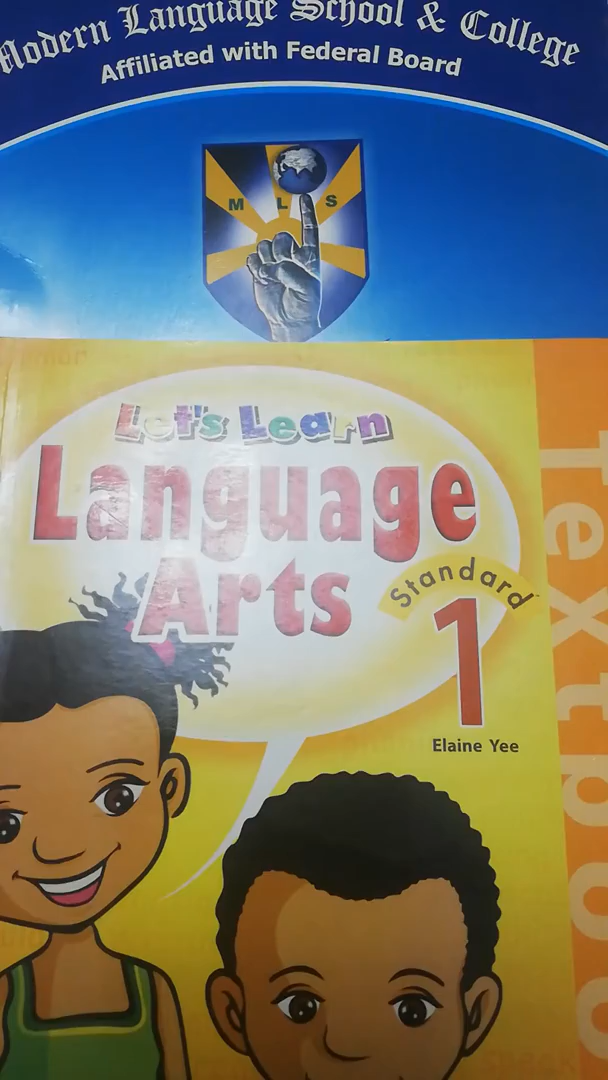 Modern Language School & College
Affiliated with Federal Board
M L S
Let's Learn
Language
Arts
Standard
1
Elaine Yee
Textboo